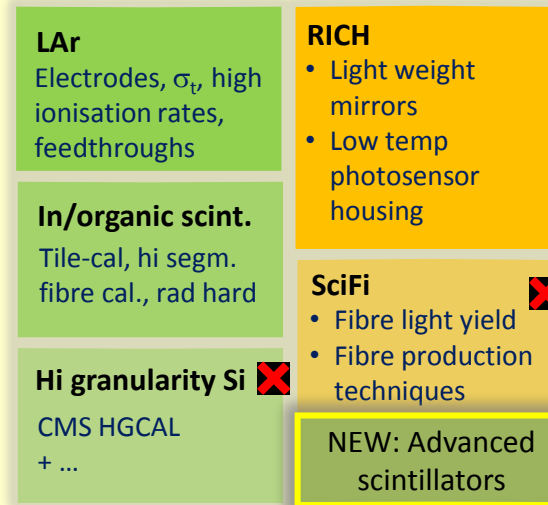 LAr
Electrodes, σt, high
ionisation rates,
feedthroughs
In/organic scint.
Tile-cal, hi segm.
fibre cal., rad hard
Hi granularity Si
CMS HGCAL
+ ...
RICH
• Light weight
mirrors
• Low temp
photosensor
housing
SciFi
• Fibre light yield
• Fibre production
techniques
NEW: Advanced
scintillators